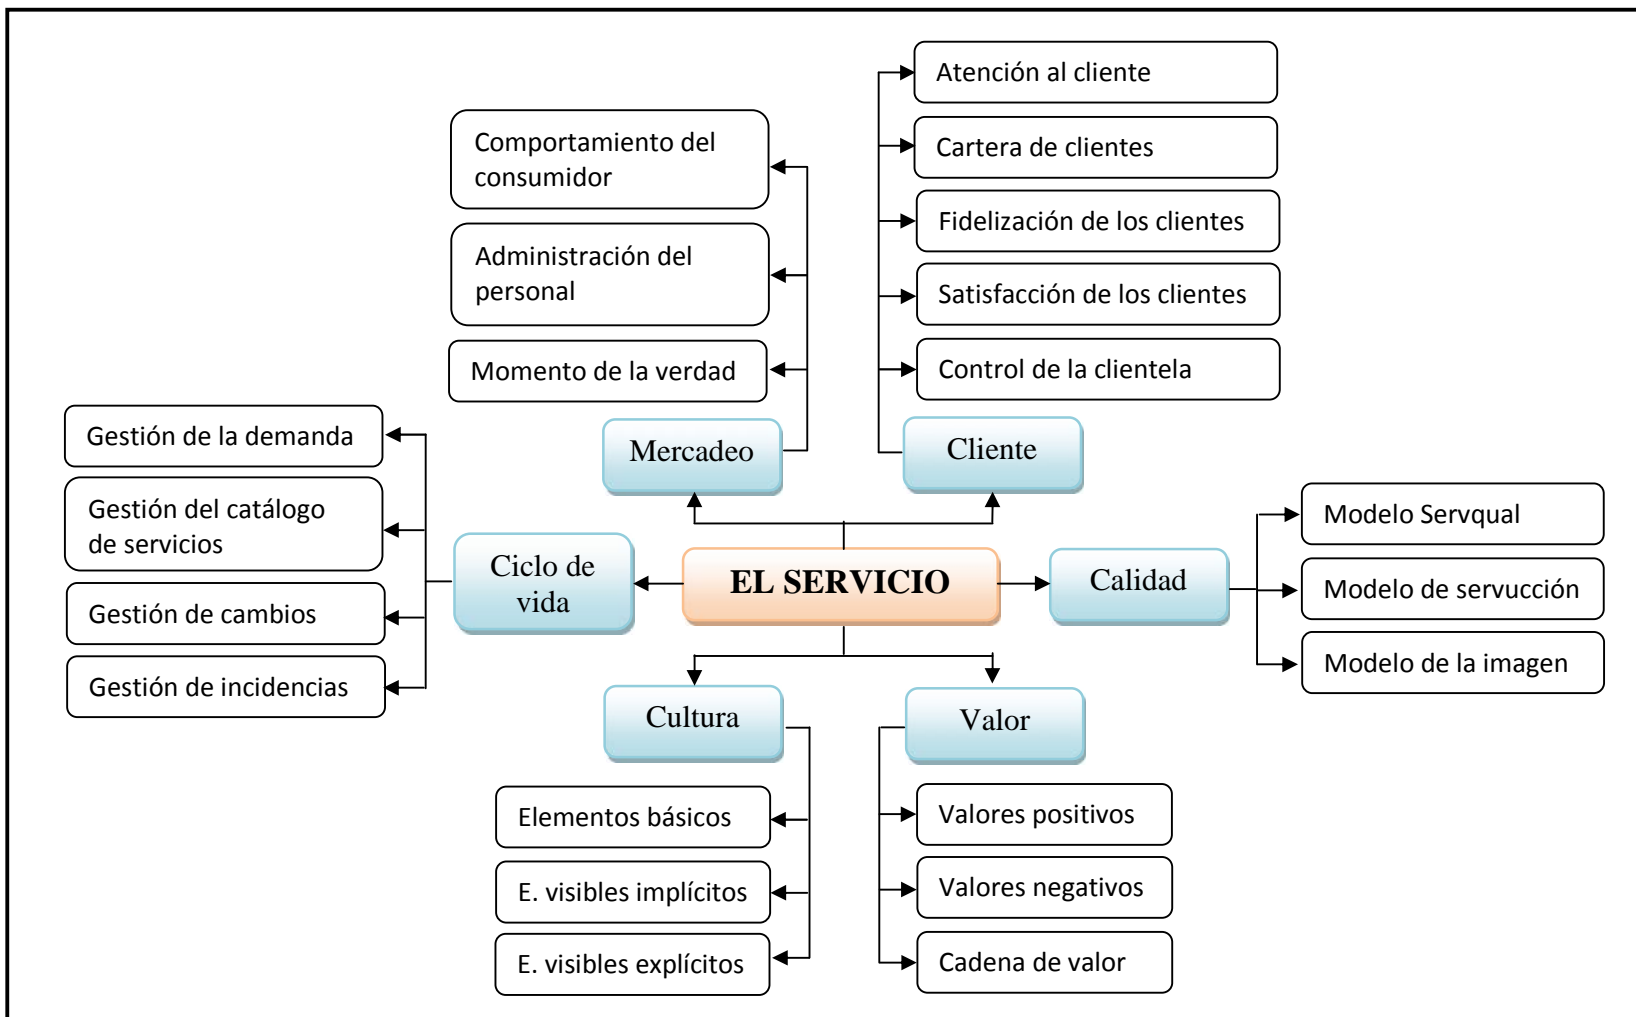 Atención al cliente
Cartera de clientes
Fidelización de los clientes
Satisfacción de los clientes
Control de la clientela
Comportamiento del
consumidor
Administración del
personal
Momento de la verdad
Mercadeo
Cliente
Gestión de la demanda
Gestión del catálogo
de servicios
Gestión de cambios
Gestión de incidencias
Ciclo de
vida
EL SERVICIO
Calidad
Modelo Servqual
Modelo de servucción
Modelo de la imagen
Cultura
Valor
Elementos básicos
E. visibles implícitos
E. visibles explícitos
Valores positivos
Valores negativos
Cadena de valor